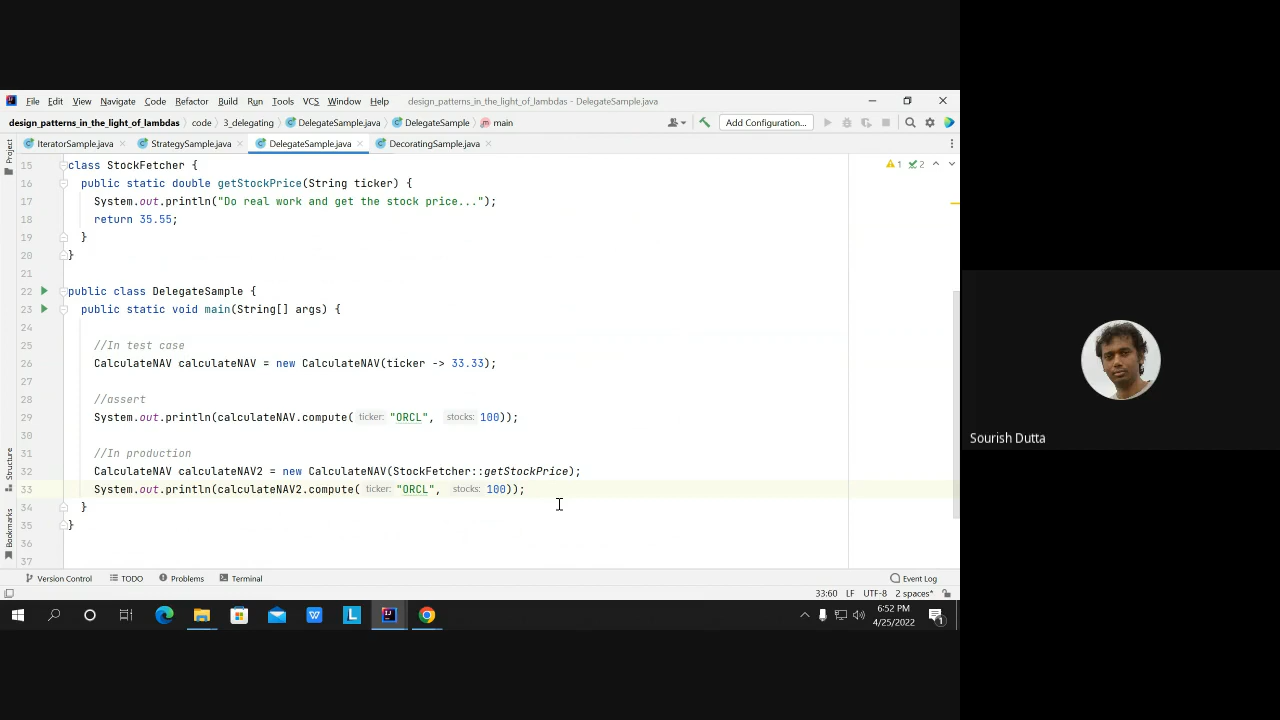 File Edit View Navigate Code Refactor Build Run Tools VCS Window Help design_patterns_in_the_light_of_lambdas - DelegateSample.java
design_patterns_in_the_light_of_lambdas code 3_delegating DelegateSample.java DelegateSample main Add Configuration...
IteratorSample.java StrategySample.java DelegateSample.java DecoratingSample.java
Project
15 class StockFetcher { 1 2
16 public static double getStockPrice(String ticker) {
17 System.out.println("Do real work and get the stock price...");
18 return 35.55;
19 }
20 }
21
22 public class DelegateSample {
23 public static void main(String[] args) {
24
25 //In test case
26 CalculateNAV calculateNAV = new CalculateNAV(ticker -> 33.33);
27
28 //assert
29 System.out.println(calculateNAV.compute( ticker: "ORCL", stocks: 100));
30
31 //In production
32 CalculateNAV calculateNAV2 = new CalculateNAV(StockFetcher::getStockPrice);
33 System.out.println(calculateNAV2.compute( ticker: "ORCL", stocks: 100));
34 }
35 }
36
37
Structure
Bookmarks
Version Control TODO Problems Terminal Event Log
33:60 LF UTF-8 2 spaces*
6:52 PM
4/25/2022
1
Sourish Dutta